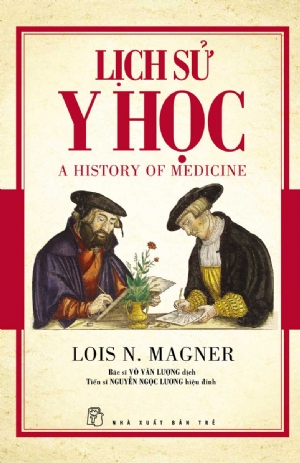 LỊCH SỬ
Y HỌC
A HISTORY OF MEDICINE
LOIS N. MAGNER
Bác sĩ VÕ VĂN LƯỢNG dịch
Tiến sĩ NGUYỄN NGỌC LƯƠNG hiệu đính
NHÀ XUẤT BẢN TRẺ